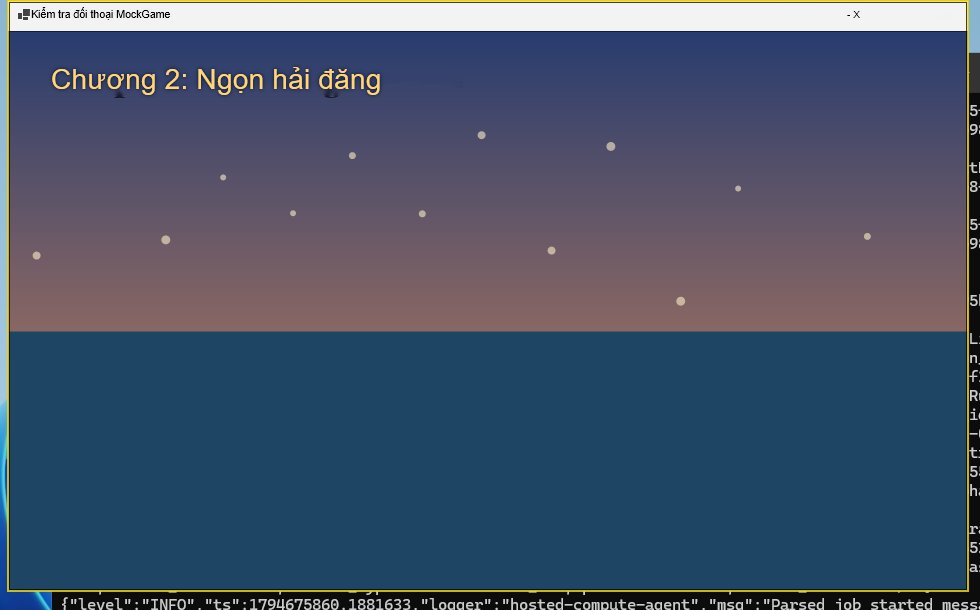 Kiểm tra đối thoại MockGame
- X
Chương 2: Ngọn hải đăng
{"level":"INFO","ts":1794675860.1881633,"logger":"hosted-compute-agent","msg":"Parsed job started